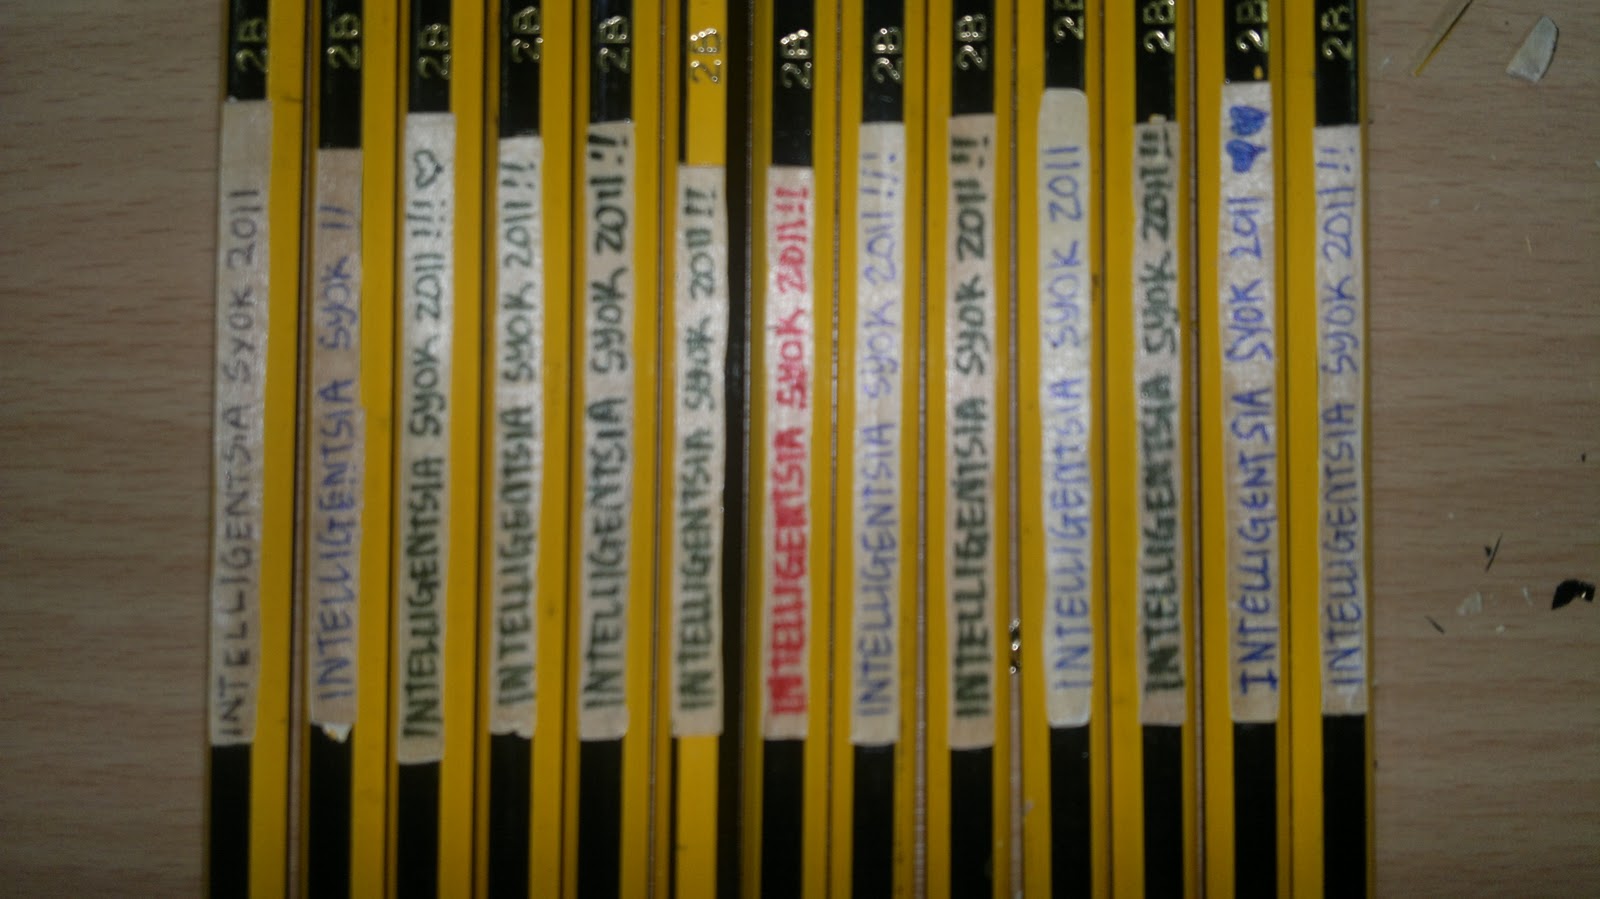 INTELLIGENTSIA SYOK 2011 2B
INTELLIGENTSIA SYOK 11 2B
INTELLIGENTSIA SYOK 2011!!! ♡ 2B
INTELLIGENTSIA SYOK 2011!! 2B
INTELLIGENTSIA SYOK 2011!! 2B
INTELLIGENTSIA SYOK 2011!! 2B
INTELLIGENTSIA SYOK 2011!! 2B
INTELLIGENTSIA SYOK 2011!!! 2B
INTELLIGENTSIA SYOK 2011!! 2B
INTELLIGENTSIA SYOK 2011 2B
INTELLIGENTSIA SYOK 2011!! 2B
INTELLIGENTSIA SYOK 2011 ♥♥ 2B
INTELLIGENTSIA SYOK 2011!! 2B